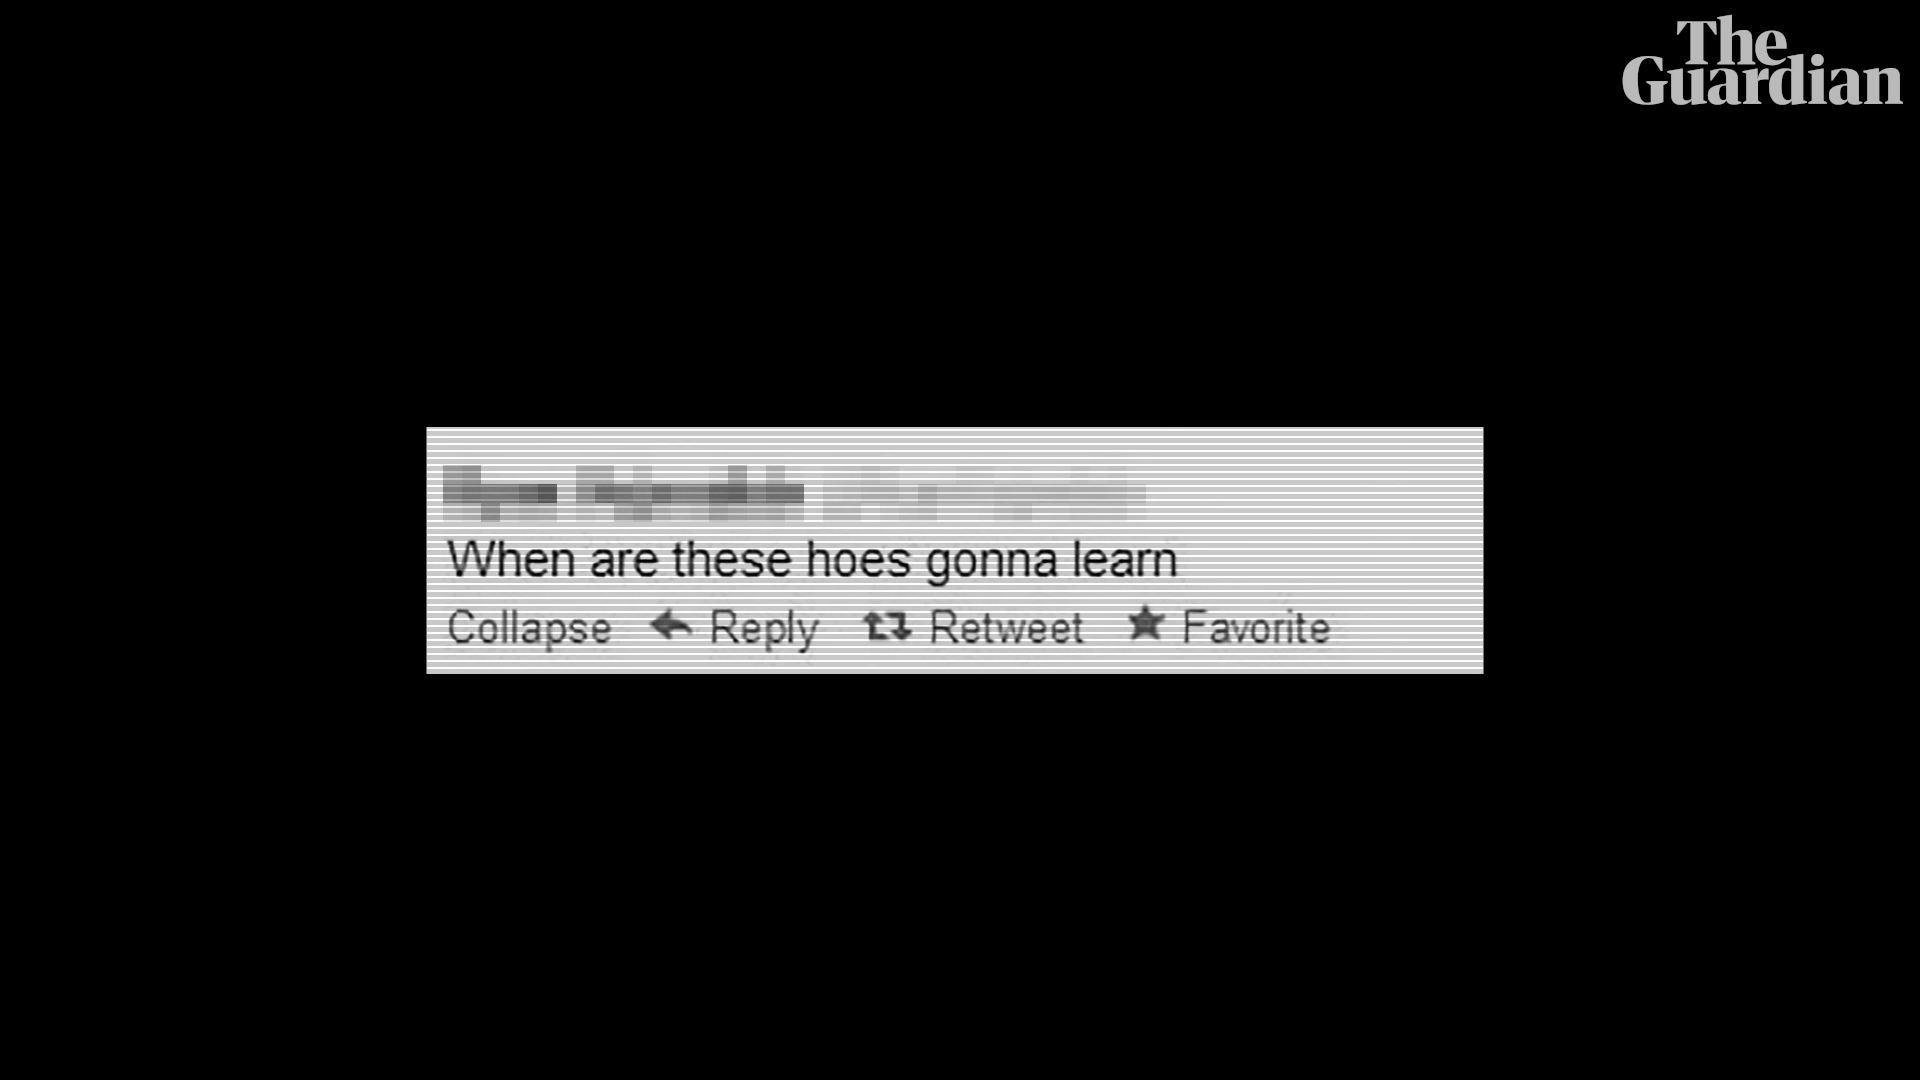 The
Guardian
When are these hoes gonna learn
Collapse Reply Retweet Favorite